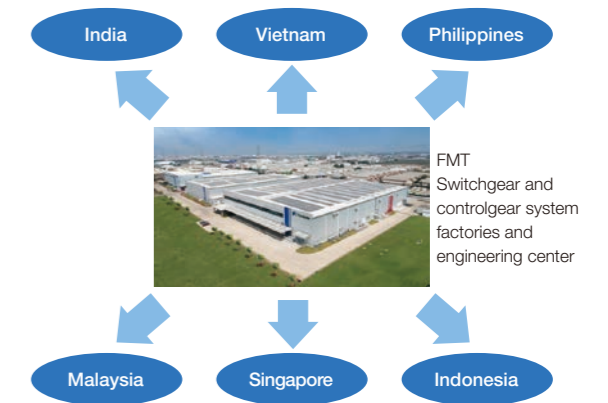 India
Vietnam
Philippines
FMT
Switchgear and
controlgear system
factories and
engineering center
Malaysia
Singapore
Indonesia